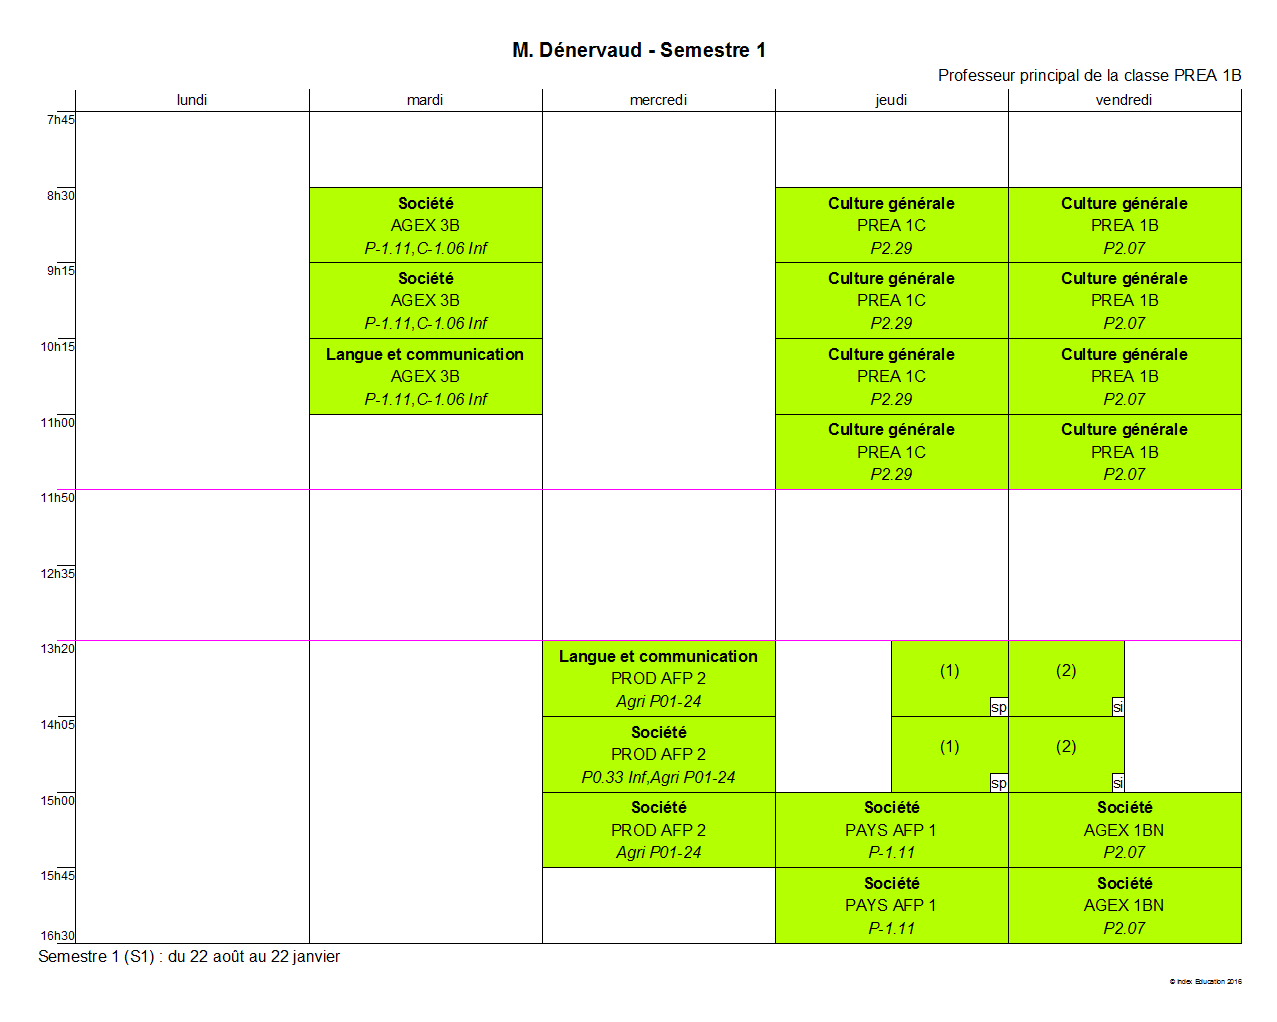 M. Dénervaud - Semestre 1
Professeur principal de la classe PREA 1B
lundi mardi mercredi jeudi vendredi
7h45
8h30
Société
AGEX 3B
P-1.11,C-1.06 Inf
Culture générale
PREA 1C
P2.29
Culture générale
PREA 1B
P2.07
9h15
Société
AGEX 3B
P-1.11,C-1.06 Inf
Culture générale
PREA 1C
P2.29
Culture générale
PREA 1B
P2.07
10h15
Langue et communication
AGEX 3B
P-1.11,C-1.06 Inf
Culture générale
PREA 1C
P2.29
Culture générale
PREA 1B
P2.07
11h00
Culture générale
PREA 1C
P2.29
Culture générale
PREA 1B
P2.07
11h50
12h35
13h20
Langue et communication
PROD AFP 2
Agri P01-24
(1)
sp
(2)
si
14h05
Société
PROD AFP 2
P0.33 Inf,Agri P01-24
(1)
sp
(2)
si
15h00
Société
PROD AFP 2
Agri P01-24
Société
PAYS AFP 1
P-1.11
Société
AGEX 1BN
P2.07
15h45
Société
PAYS AFP 1
P-1.11
Société
AGEX 1BN
P2.07
16h30
Semestre 1 (S1) : du 22 août au 22 janvier
© Index Education 2016